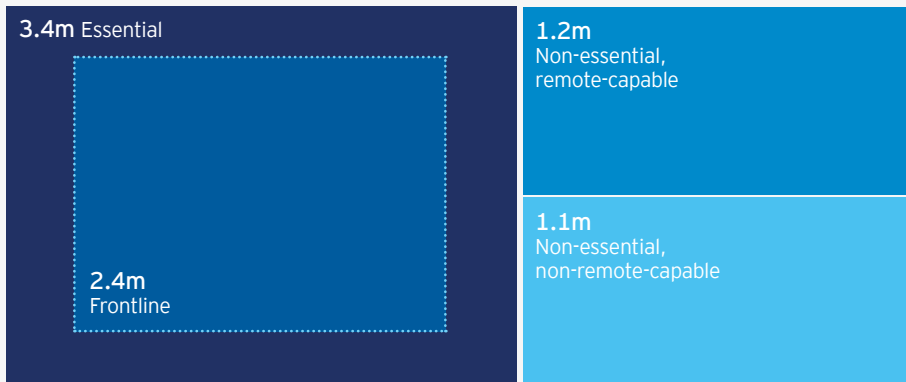 3.4m Essential
2.4m
Frontline
1.2m
Non-essential,
remote-capable
1.1m
Non-essential,
non-remote-capable